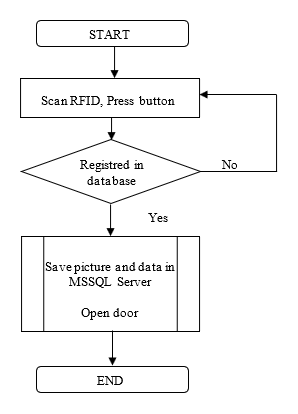 START
Scan RFID, Press button
Registred in
database
No
Yes
Save picture and data in
MSSQL Server
Open door
END